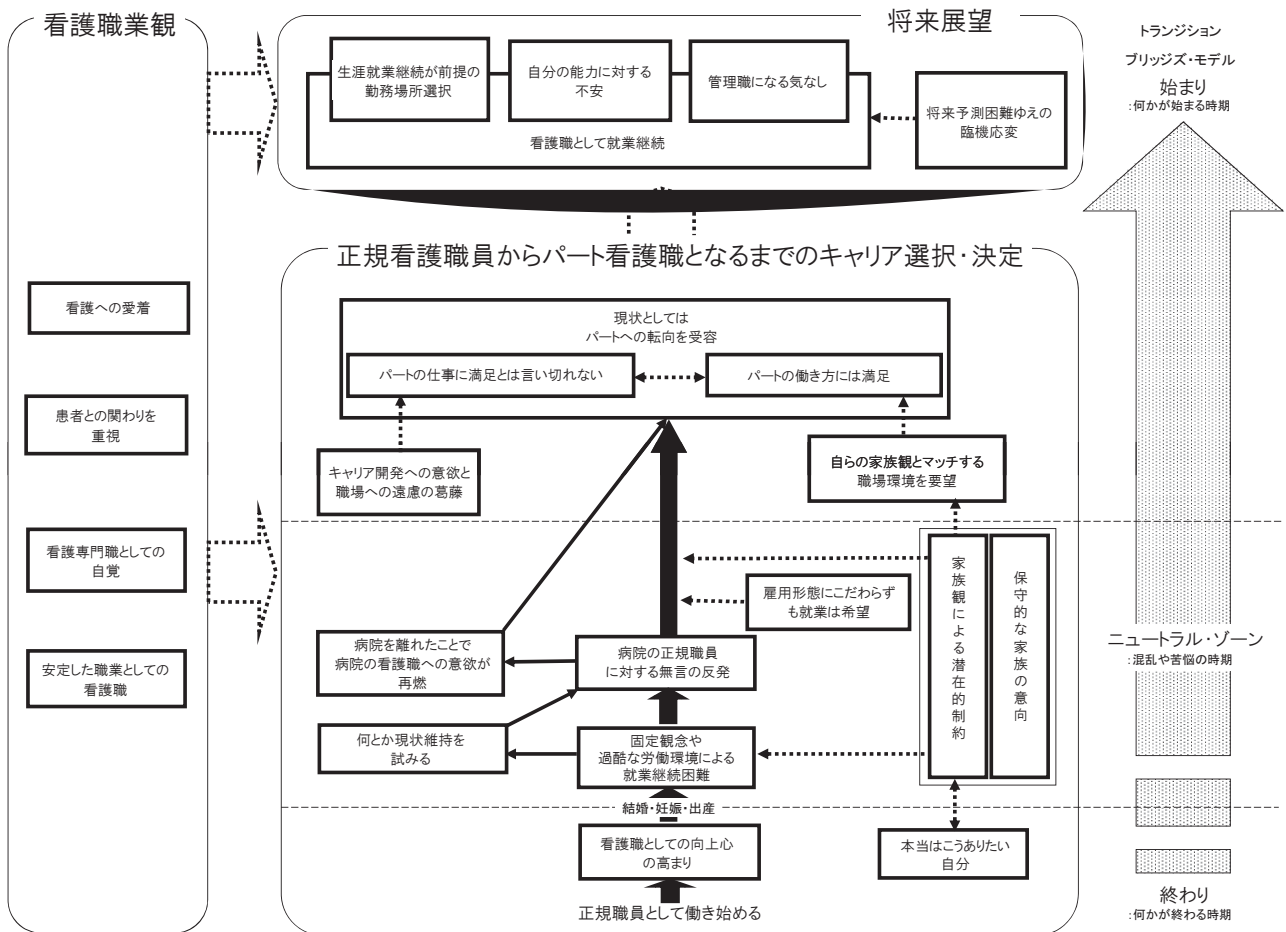 看護職業観
看護への愛着
患者との関わりを
重視
看護専門職としての
自覚
安定した職業としての
看護職
将来展望
生涯就業継続が前提の
勤務場所選択
自分の能力に対する
不安
管理職になる気なし
看護職として就業継続
将来予測困難ゆえの
臨機応変
正規看護職員からパート看護職となるまでのキャリア選択・決定
現状としては
パートへの転向を受容
パートの仕事に満足とは言い切れない
パートの働き方には満足
キャリア開発への意欲と
職場への遠慮の葛藤
自らの家族観とマッチする
職場環境を要望
雇用形態にこだわらず
も就業は希望
家族観による潜在的制約
保守的な家族の意向
病院を離れたことで
病院の看護職への意欲が
再燃
病院の正規職員
に対する無言の反発
何とか現状維持を
試みる
固定観念や
過酷な労働環境による
就業継続困難
結婚・妊娠・出産
看護職としての向上心
の高まり
本当はこうありたい
自分
正規職員として働き始める
トランジション
ブリッジズ・モデル
始まり
:何かが始まる時期
ニュートラル・ゾーン
:混乱や苦悩の時期
終わり
:何かが終わる時期